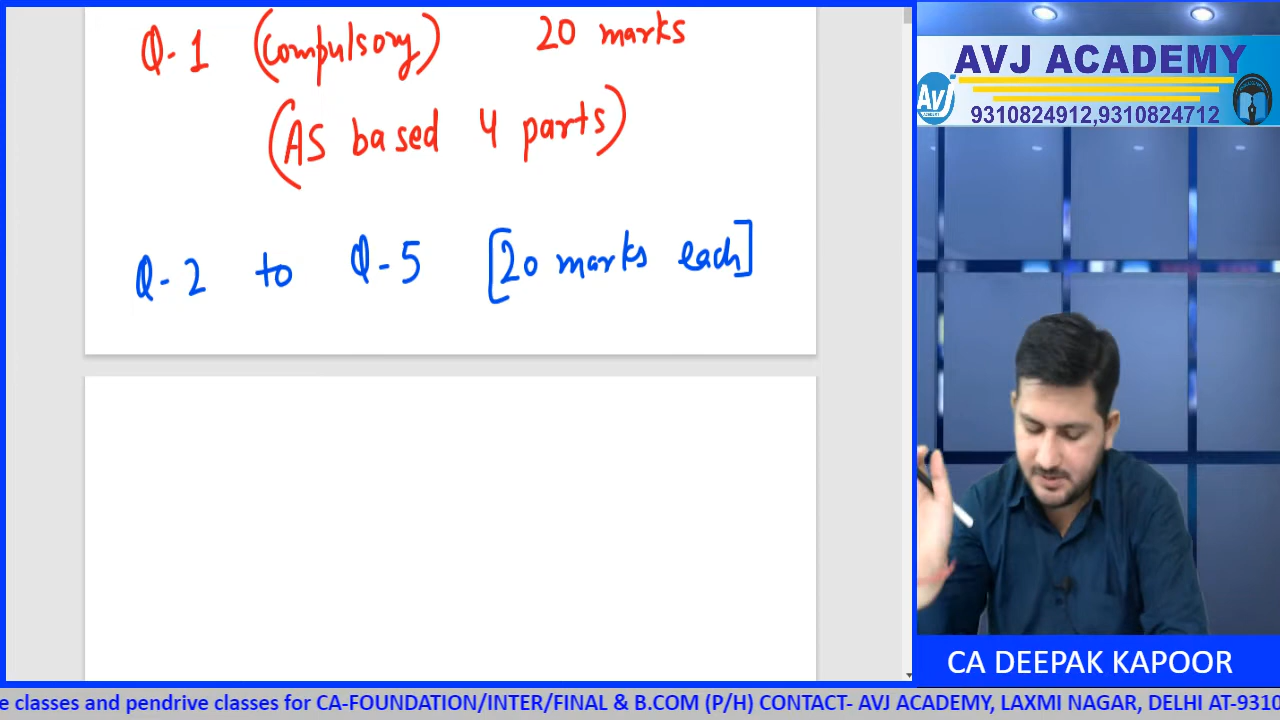 Q-1 (Compulsory) 20 marks
(AS based 4 parts)
Q-2 to Q-5 [20 marks each]
AVJ ACADEMY
AVJ
ACADEMY
9310824912,9310824712
CA DEEPAK KAPOOR
e classes and pendrive classes for CA-FOUNDATION/INTER/FINAL & B.COM (P/H) CONTACT- AVJ ACADEMY, LAXMI NAGAR, DELHI AT-9310